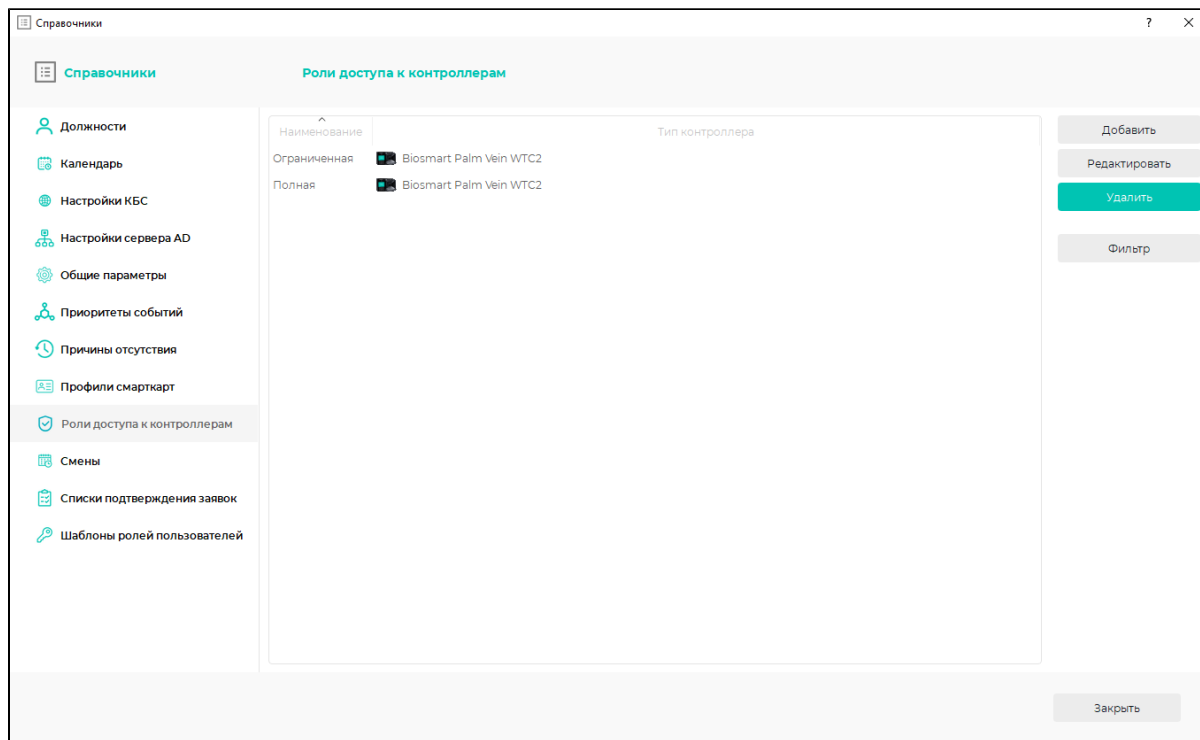 Справочники
?
Справочники
Роли доступа к контроллерам
Должности
Календарь
Настройки КБС
Настройки сервера AD
Общие параметры
Приоритеты событий
Причины отсутствия
Профили смарткарт
Роли доступа к контроллерам
Смены
Списки подтверждения заявок
Шаблоны ролей пользователей
Наименование Тип контроллера
Ограниченная Biosmart Palm Vein WTC2
Полная Biosmart Palm Vein WTC2
Добавить
Редактировать
Удалить
Фильтр
Закрыть